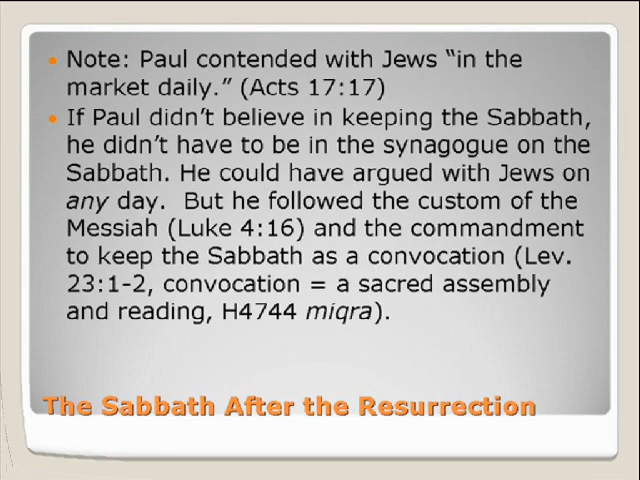 Note: Paul contended with Jews “in the
market daily.” (Acts 17:17)
If Paul didn’t believe in keeping the Sabbath,
he didn’t have to be in the synagogue on the
Sabbath. He could have argued with Jews on
any day.  But he followed the custom of the
Messiah (Luke 4:16) and the commandment
to keep the Sabbath as a convocation (Lev.
23:1-2, convocation = a sacred assembly
and reading, H4744 miqra).
The Sabbath After the Resurrection